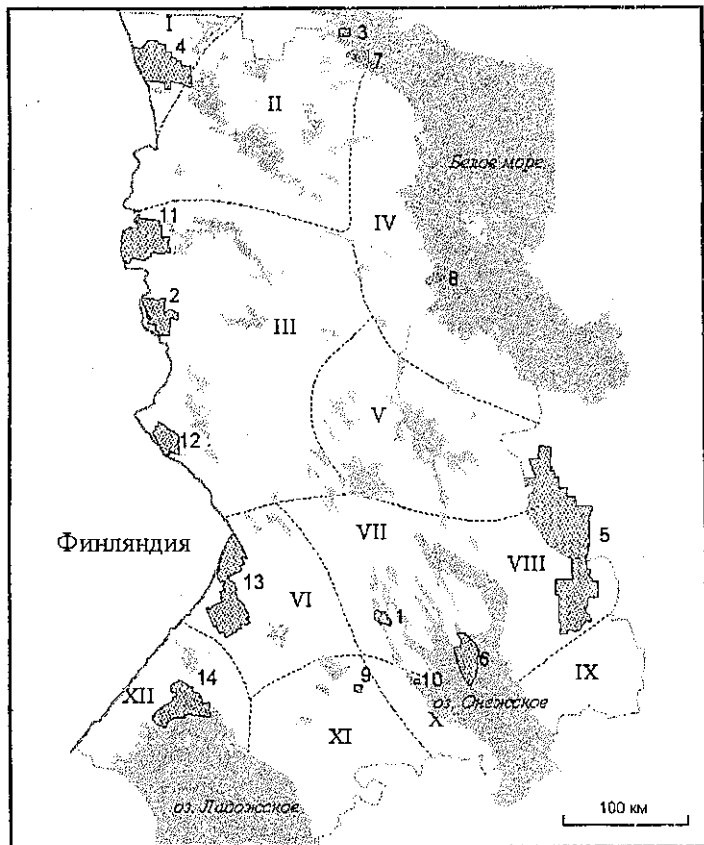 I
4
3
7
II
Белое море
11
IV
8
2
III
V
12
Финляндия
VII
5
VIII
13
VI
1
6
IX
9
10
XII
14
оз. Онежское
X
XI
оз. Ладожское
100 км